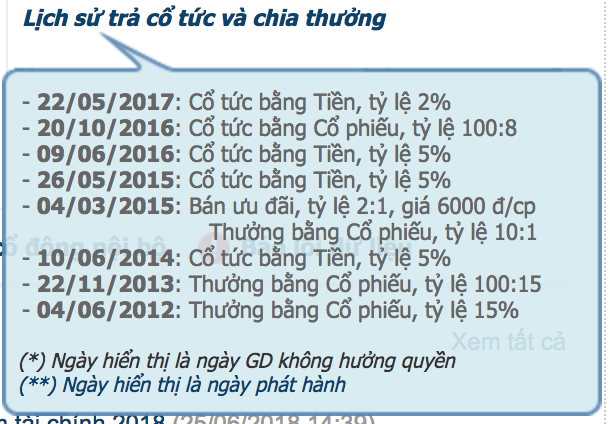 Lịch sử trả cổ tức và chia thưởng
- 22/05/2017: Cổ tức bằng Tiền, tỷ lệ 2%
- 20/10/2016: Cổ tức bằng Cổ phiếu, tỷ lệ 100:8
- 09/06/2016: Cổ tức bằng Tiền, tỷ lệ 5%
- 26/05/2015: Cổ tức bằng Tiền, tỷ lệ 5%
- 04/03/2015: Bán ưu đãi, tỷ lệ 2:1, giá 6000 đ/cp
Thưởng bằng Cổ phiếu, tỷ lệ 10:1
- 10/06/2014: Cổ tức bằng Tiền, tỷ lệ 5%
- 22/11/2013: Thưởng bằng Cổ phiếu, tỷ lệ 100:15
- 04/06/2012: Thưởng bằng Cổ phiếu, tỷ lệ 15%
Xem tất cả
(*) Ngày hiển thị là ngày GD không hưởng quyền
(**) Ngày hiển thị là ngày phát hành
tài chính 2018 (25/06/2018 14:39)